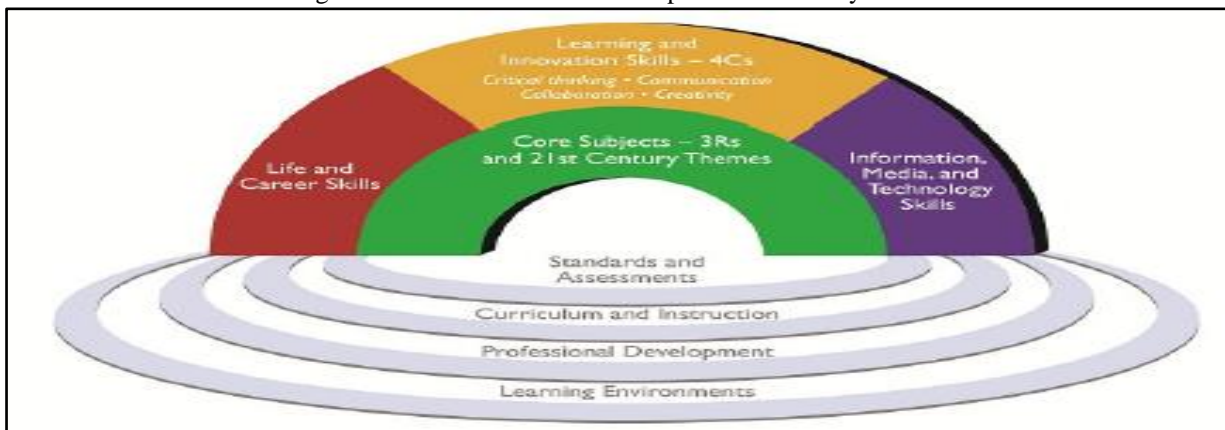 Learning and
Innovation Skills – 4Cs
Critical thinking • Communication
Collaboration • Creativity
Core Subjects – 3Rs
and 21st Century Themes
Life and
Career Skills
Information,
Media, and
Technology
Skills
Standards and
Assessments
Curriculum and Instruction
Professional Development
Learning Environments